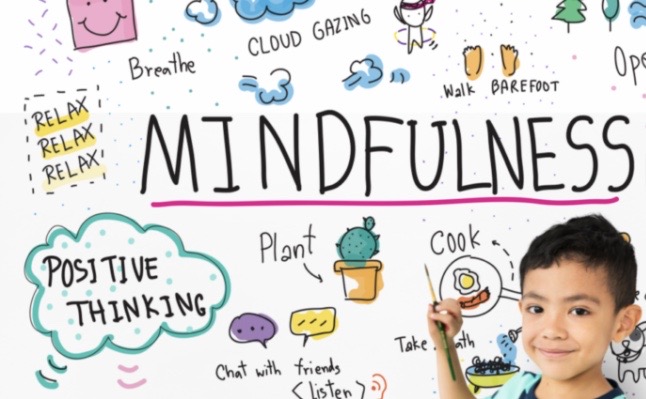 CLOUD GAZING
Breathe
Walk BAREFOOT
Ope
RELAX
RELAX
RELAX
MINDFULNESS
POSITIVE
THINKING
Plant
Cook
Chat with friends
<listen>
Take
ath